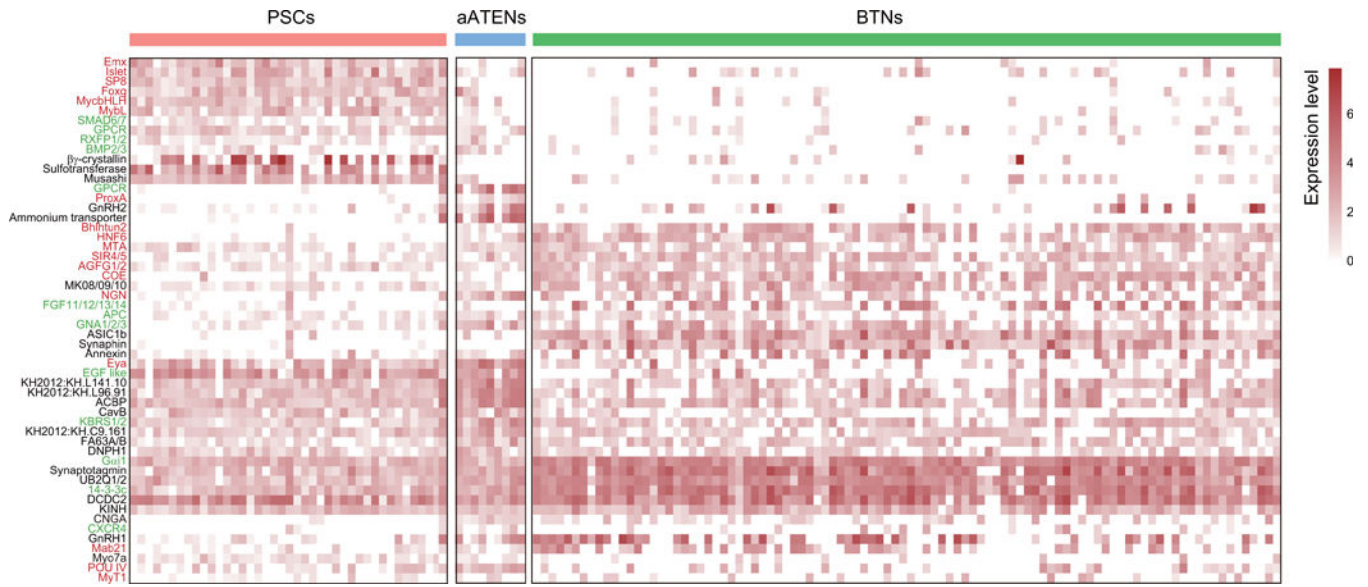 PSCs
aATENs
BTNs
Emx
Islet
SP8
Foxg
MycbHLH
MybL
SMAD6/7
GPCR
RXFP1/2
BMP2/3
βγ-crystallin
Sulfotransferase
Musashi
GPCR
ProxA
GnRH2
Ammonium transporter
Bhlhtun2
HNF6
MTA
SIR4/5
AGFG1/2
COE
MK08/09/10
NGN
FGF11/12/13/14
APC
GNA1/2/3
ASIC1b
Synaphin
Annexin
Eya
EGF like
KH2012:KH.L141.10
KH2012:KH.L96.91
ACBP
CavB
KBRS1/2
KH2012:KH.C9.161
FA63A/B
DNPH1
Gαi1
Synaptotagmin
UB2Q1/2
14-3-3c
DCDC2
KINH
CNGA
CXCR4
GnRH1
Mab21
Myo7a
POU IV
MyT1
Expression level
6
4
2
0